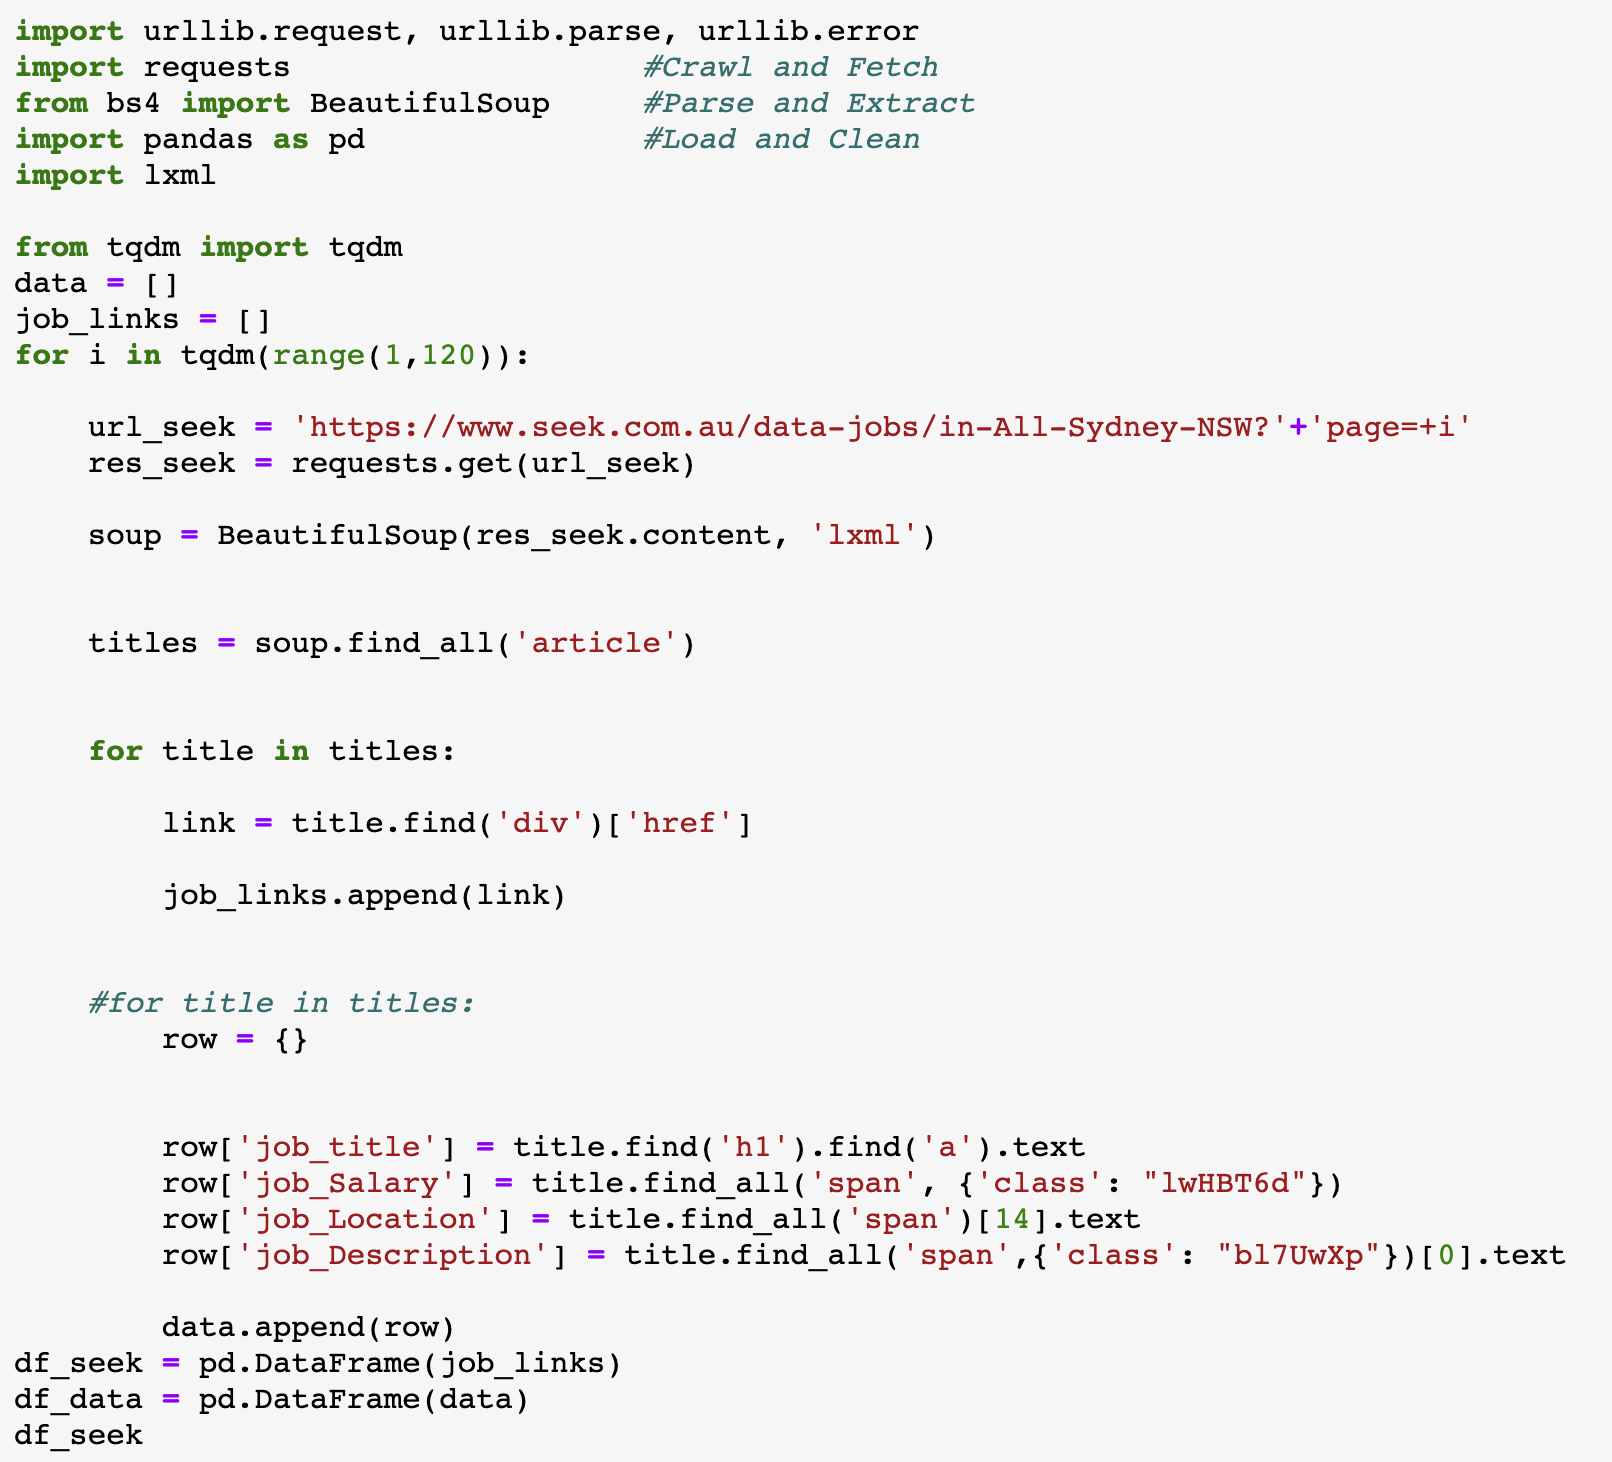 import urllib.request, urllib.parse, urllib.error
import requests                   #Crawl and Fetch
from bs4 import BeautifulSoup     #Parse and Extract
import pandas as pd               #Load and Clean
import lxml

from tqdm import tqdm
data = []
job_links = []
for i in tqdm(range(1,120)):

    url_seek = 'https://www.seek.com.au/data-jobs/in-All-Sydney-NSW?'+'page=+i'
    res_seek = requests.get(url_seek)

    soup = BeautifulSoup(res_seek.content, 'lxml')


    titles = soup.find_all('article')


    for title in titles:

        link = title.find('div')['href']

        job_links.append(link)


    #for title in titles:
        row = {}


        row['job_title'] = title.find('h1').find('a').text
        row['job_Salary'] = title.find_all('span', {'class': "lwHBT6d"})
        row['job_Location'] = title.find_all('span')[14].text
        row['job_Description'] = title.find_all('span',{'class': "bl7UwXp"})[0].text

        data.append(row)
df_seek = pd.DataFrame(job_links)
df_data = pd.DataFrame(data)
df_seek